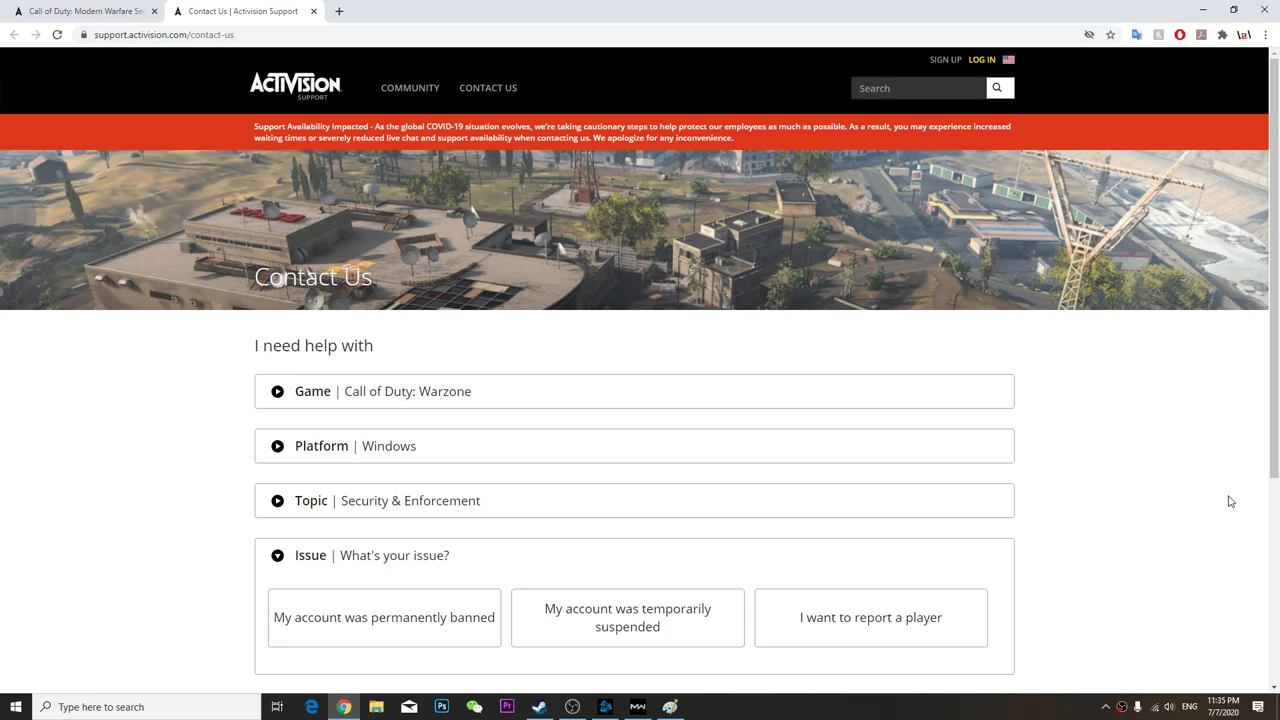 Call of Duty: Modern Warfare Se
Contact Us | Activision Support
support.activision.com/contact-us
SIGN UP LOG IN
ACTIVISION
SUPPORT
COMMUNITY CONTACT US
Search
Support Availability Impacted - As the global COVID-19 situation evolves, we're taking cautionary steps to help protect our employees as much as possible. As a result, you may experience increased
waiting times or severely reduced live chat and support availability when contacting us. We apologize for any inconvenience.
Contact Us
I need help with
Game | Call of Duty: Warzone
Platform | Windows
Topic | Security & Enforcement
Issue | What's your issue?
My account was permanently banned
My account was temporarily
suspended
I want to report a player
Type here to search
Ps
Pr
MW
ENG
11:35 PM
7/7/2020